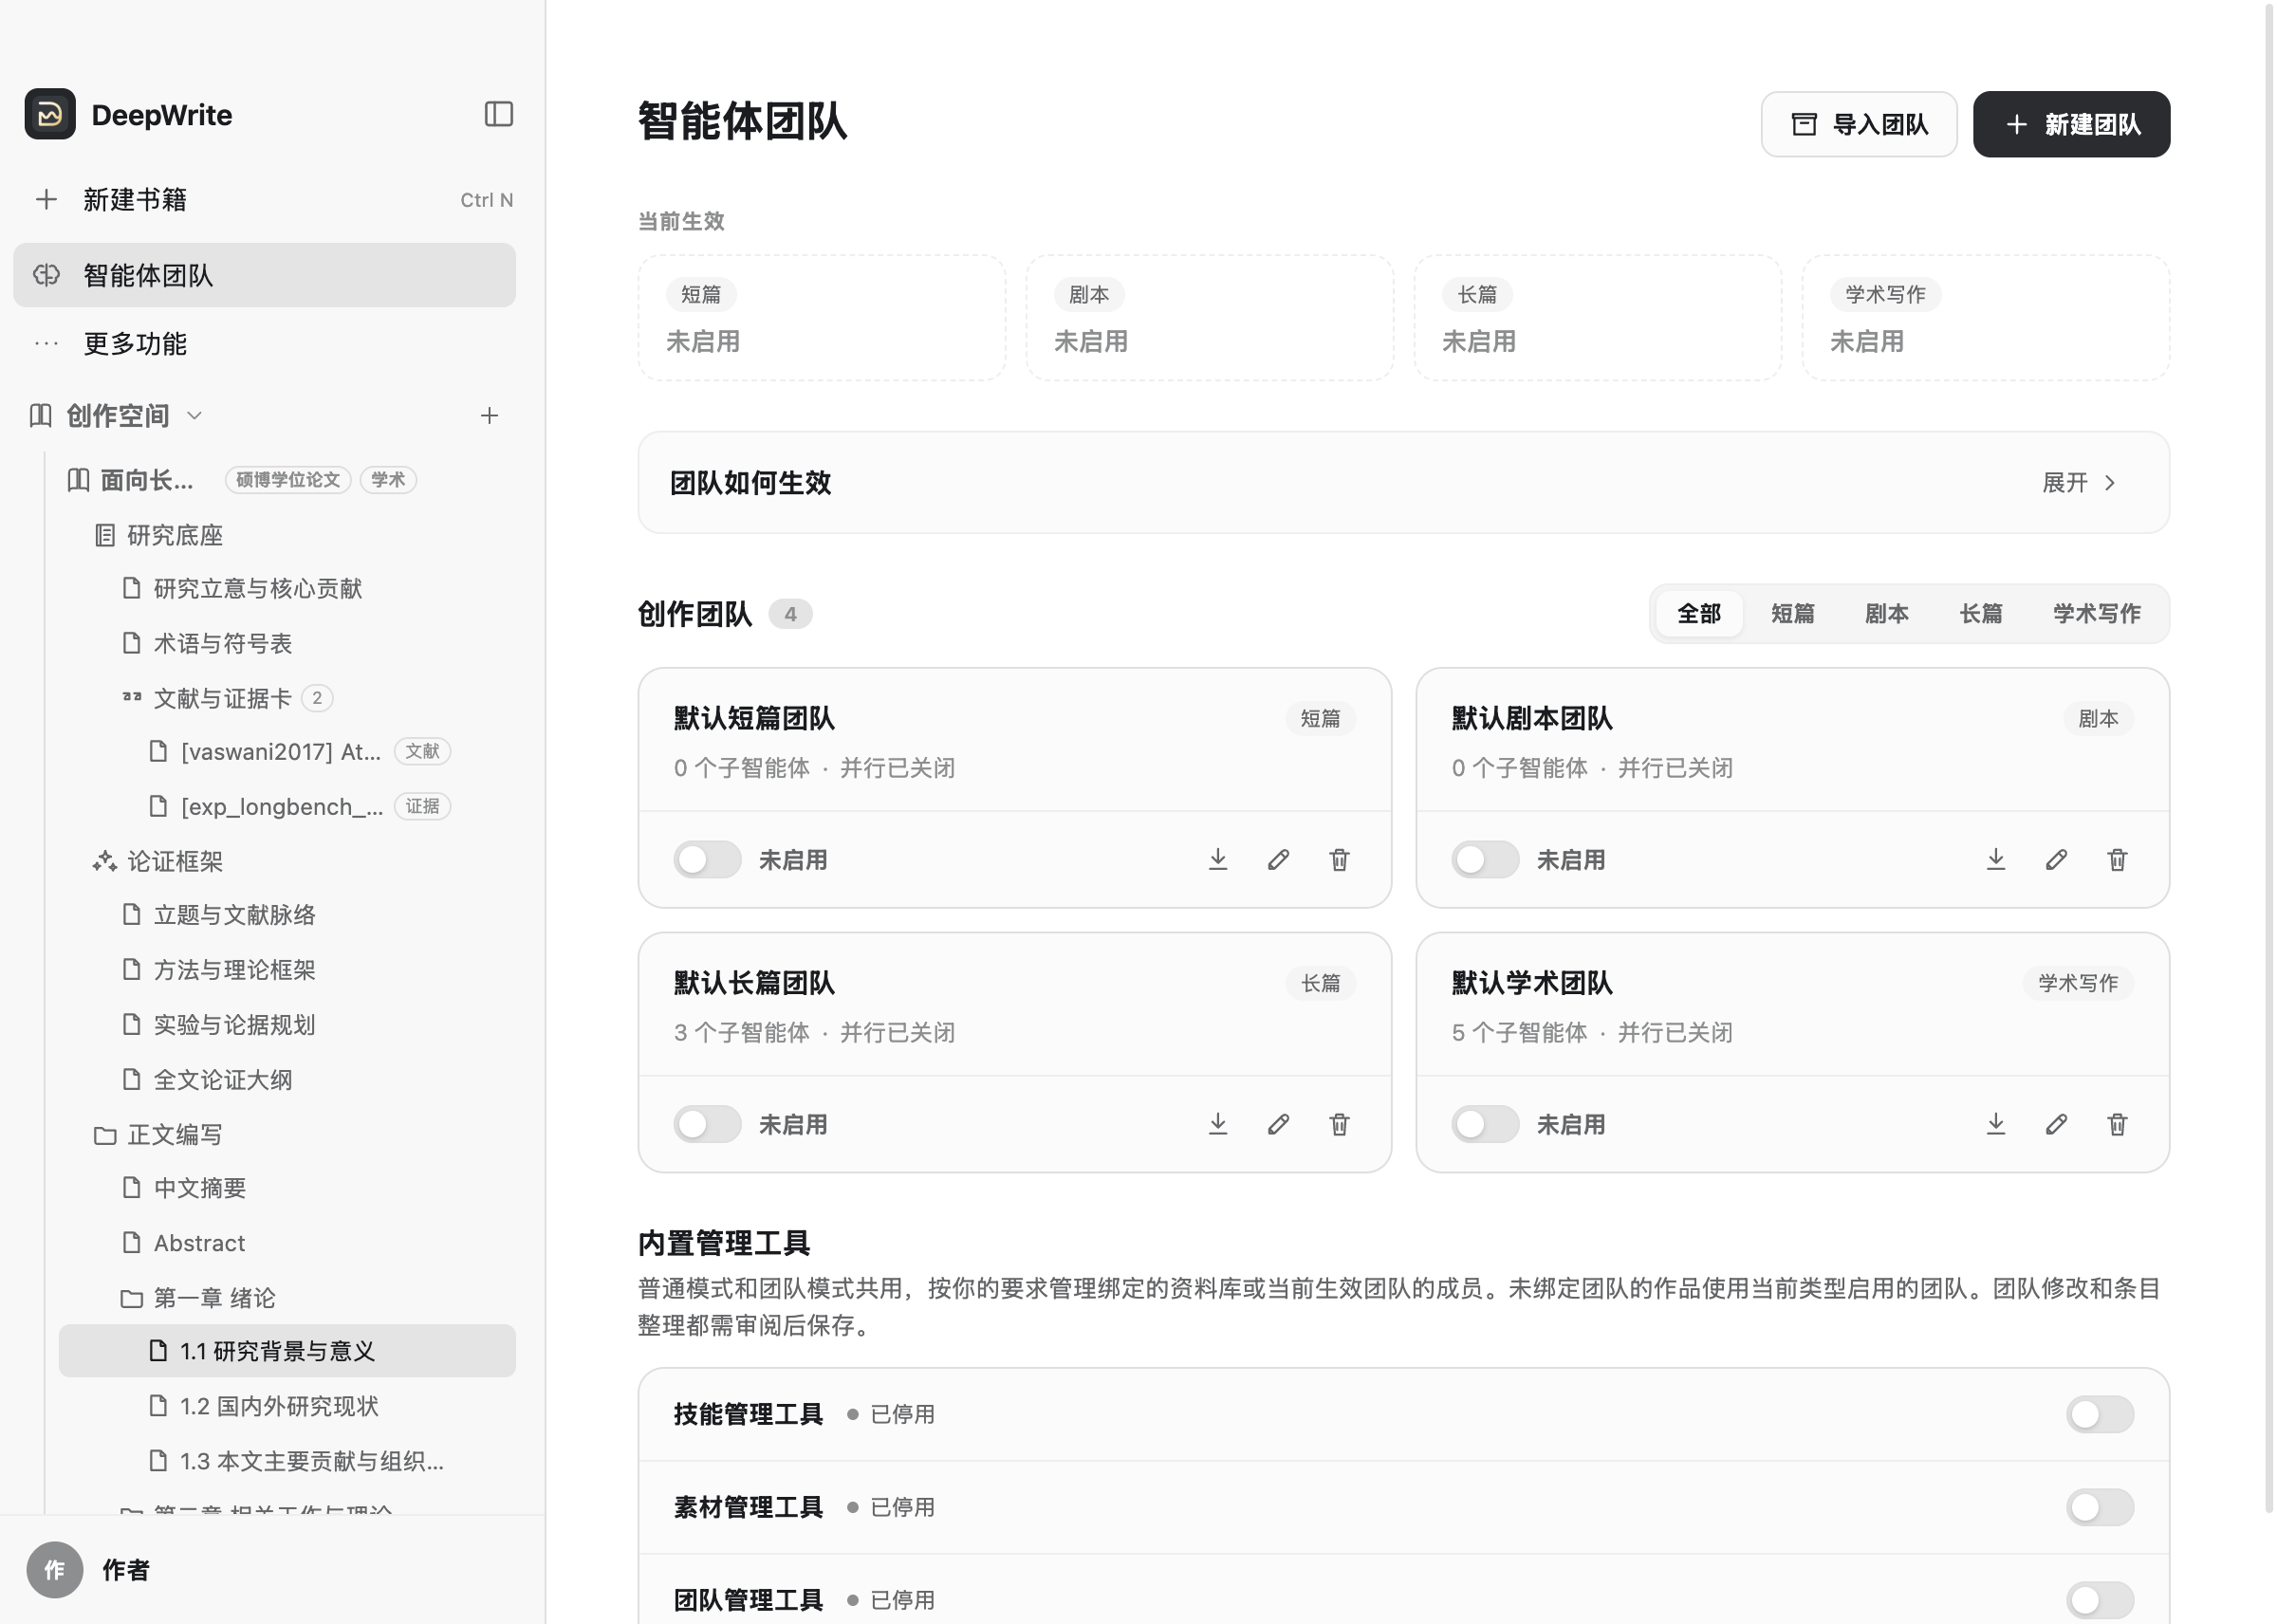 DeepWrite
新建书籍 Ctrl N
智能体团队
更多功能
创作空间
面向长... 硕博学位论文 学术
研究底座
研究立意与核心贡献
术语与符号表
文献与证据卡 2
[vaswani2017] At... 文献
[exp_longbench_... 证据
论证框架
立题与文献脉络
方法与理论框架
实验与论据规划
全文论证大纲
正文编写
中文摘要
Abstract
第一章 绪论
1.1 研究背景与意义
1.2 国内外研究现状
1.3 本文主要贡献与组织...
第二章 相关工作与理论
作 作者
智能体团队
导入团队
新建团队
当前生效
短篇
未启用
剧本
未启用
长篇
未启用
学术写作
未启用
团队如何生效
展开
创作团队 4
全部 短篇 剧本 长篇 学术写作
默认短篇团队 短篇
0 个子智能体 · 并行已关闭
未启用
默认剧本团队 剧本
0 个子智能体 · 并行已关闭
未启用
默认长篇团队 长篇
3 个子智能体 · 并行已关闭
未启用
默认学术团队 学术写作
5 个子智能体 · 并行已关闭
未启用
内置管理工具
普通模式和团队模式共用，按你的要求管理绑定的资料库或当前生效团队的成员。未绑定团队的作品使用当前类型启用的团队。团队修改和条目
整理都需审阅后保存。
技能管理工具 已停用
素材管理工具 已停用
团队管理工具 已停用